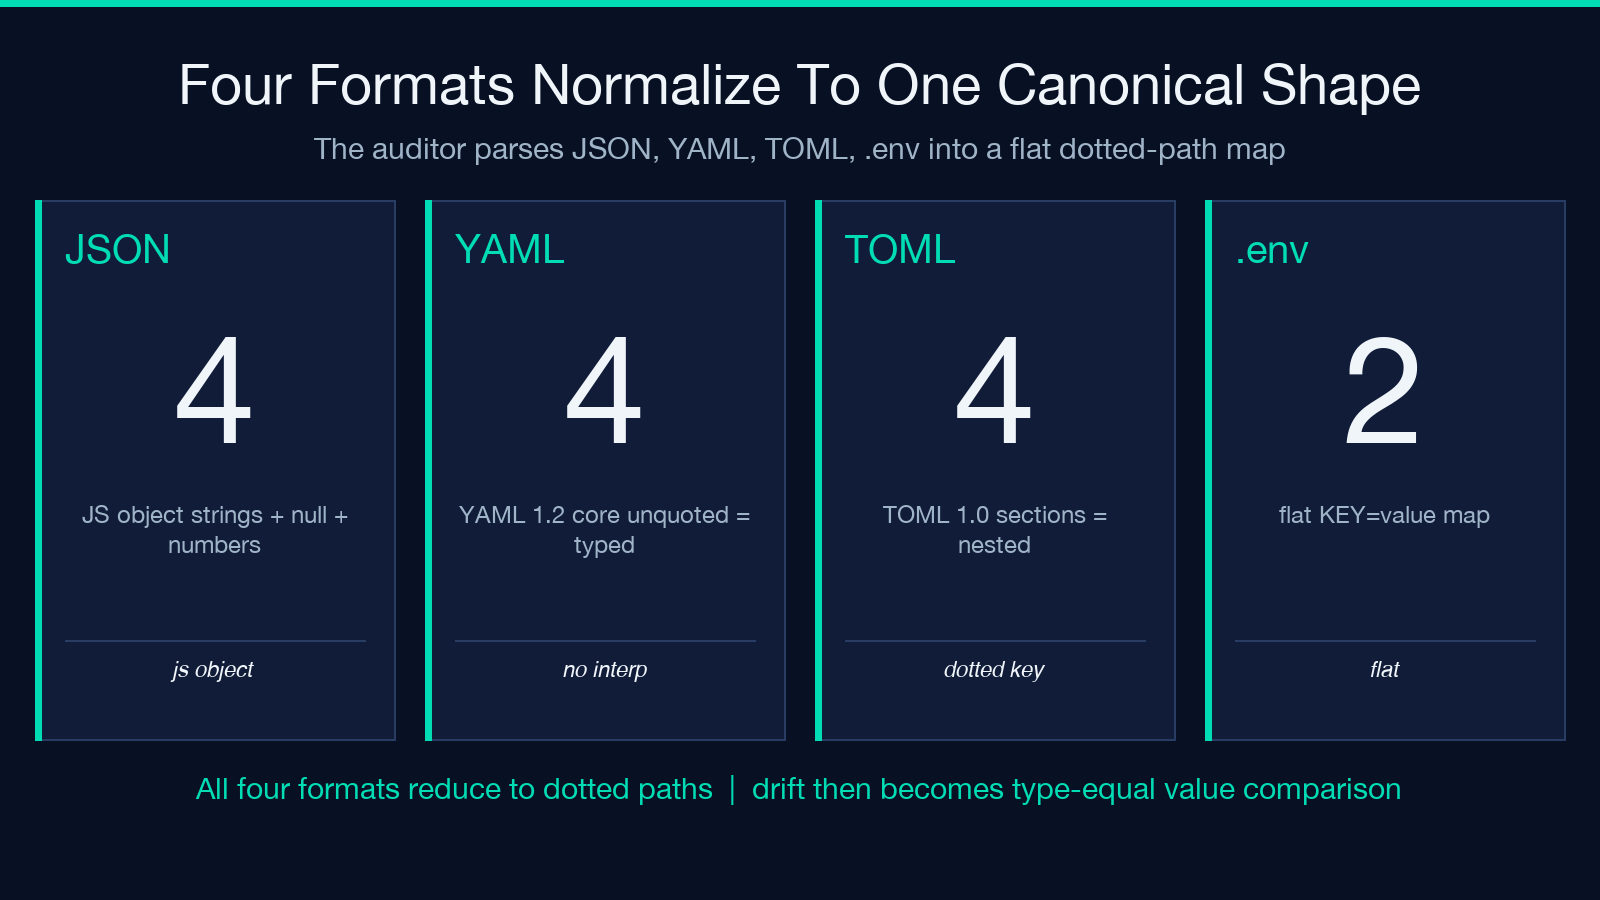 Four Formats Normalize To One Canonical Shape
The auditor parses JSON, YAML, TOML, .env into a flat dotted-path map
JSON
4
JS object strings + null +
numbers
js object
YAML
4
YAML 1.2 core unquoted =
typed
no interp
TOML
4
TOML 1.0 sections =
nested
dotted key
.env
2
flat KEY=value map
flat
All four formats reduce to dotted paths | drift then becomes type-equal value comparison